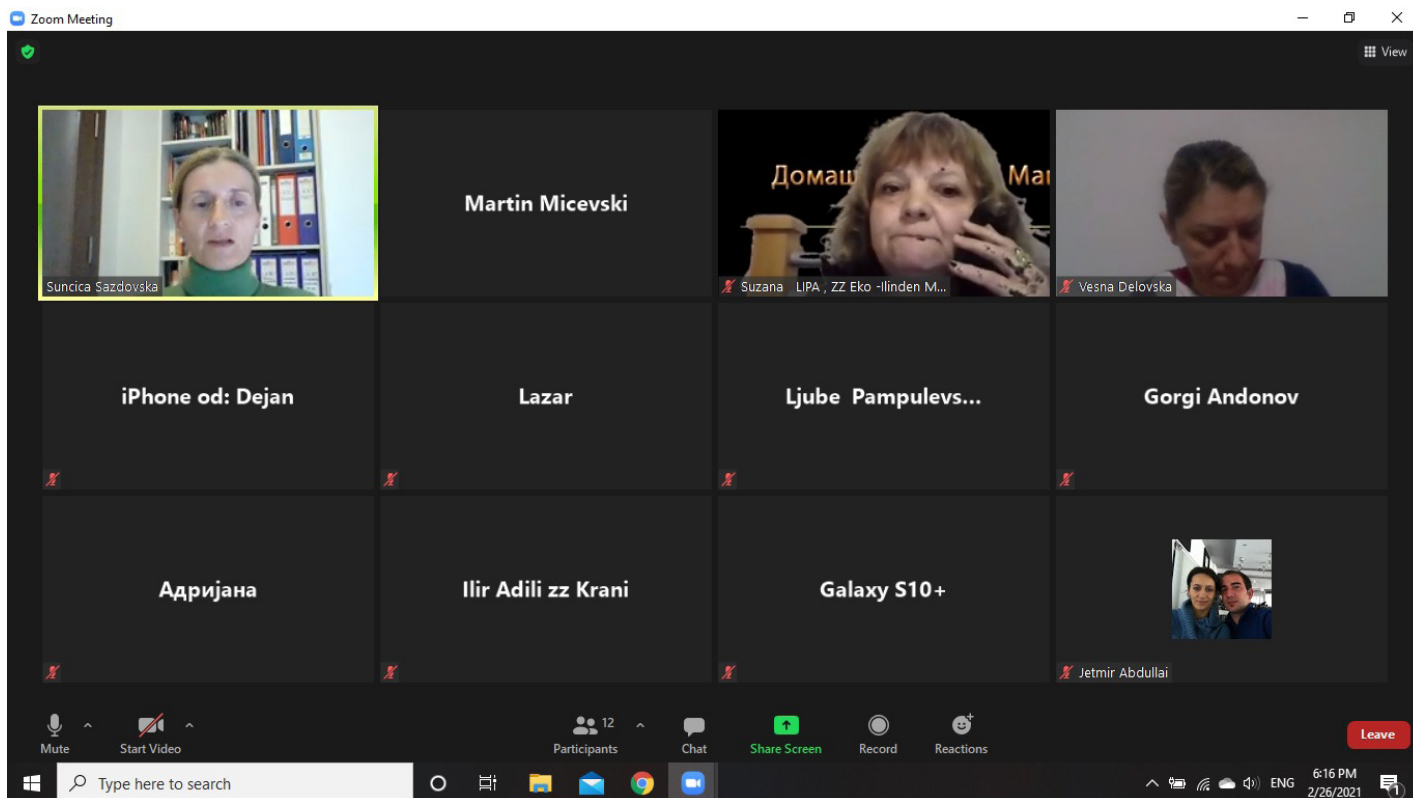 Zoom Meeting
View
Suncica Sazdovska
Martin Micevski
Домаш
Ма
Suzana LIPA , ZZ Eko -Ilinden M...
Vesna Delovska
iPhone od: Dejan
Lazar
Ljube Pampulevs...
Gorgi Andonov
Адријана
Ilir Adili zz Krani
Galaxy S10+
Jetmir Abdullai
Mute
Start Video
12
Participants
Chat
Share Screen
Record
Reactions
Leave
Type here to search
ENG
6:16 PM
2/26/2021
1